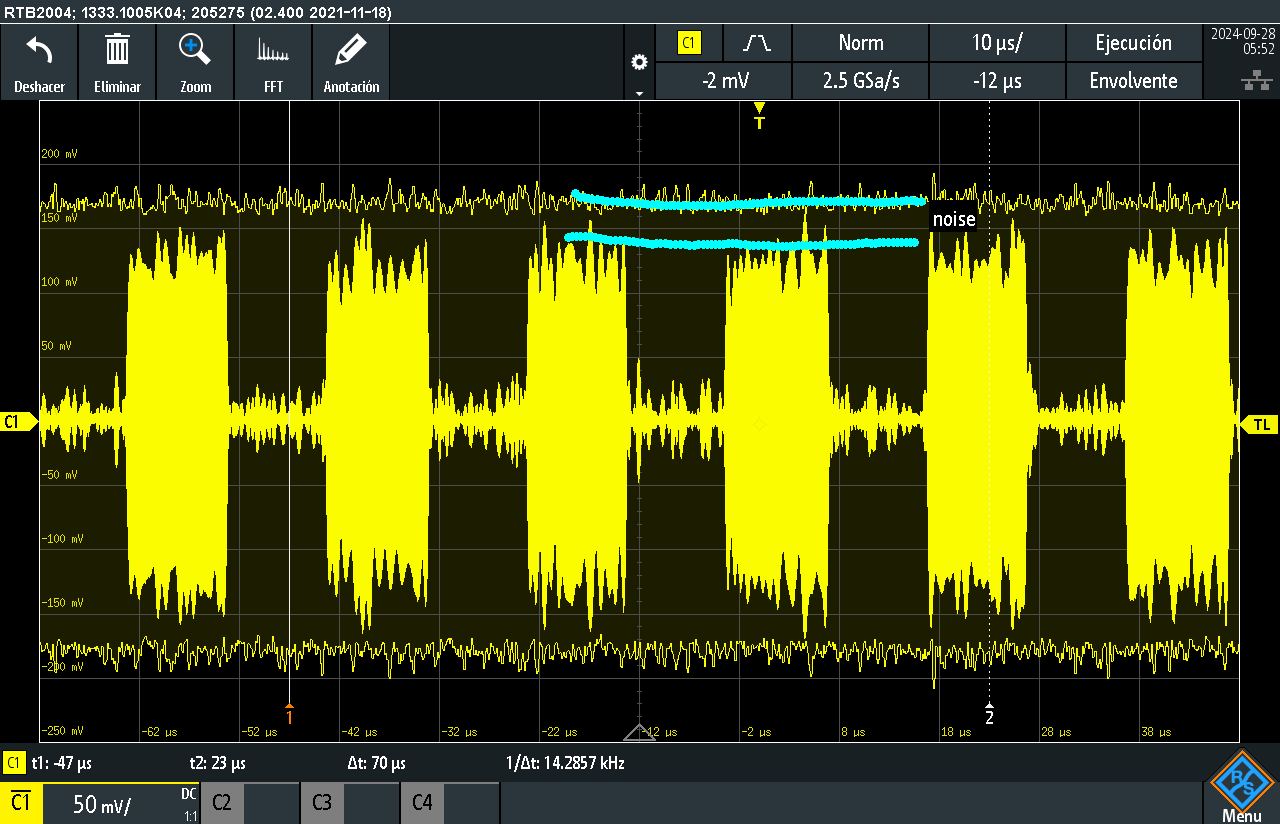 RTB2004; 1333.1005K04; 205275 (02.400 2021-11-18)
Deshacer
Eliminar
Zoom
FFT
Anotación
C1
Norm
10 µs/
Ejecución
-2 mV
2.5 GSa/s
-12 µs
Envolvente
2024-09-28
05:52
T
200 mV
150 mV
noise
100 mV
50 mV
C1
TL
-50 mV
-100 mV
-150 mV
-200 mV
1
2
-250 mV
-62 µs
-52 µs
-42 µs
-32 µs
-22 µs
-12 µs
-2 µs
8 µs
18 µs
28 µs
38 µs
C1
t1: -47 µs
t2: 23 µs
Δt: 70 µs
1/Δt: 14.2857 kHz
C1
50 mV/
DC
1:1
C2
C3
C4
R S
Menu